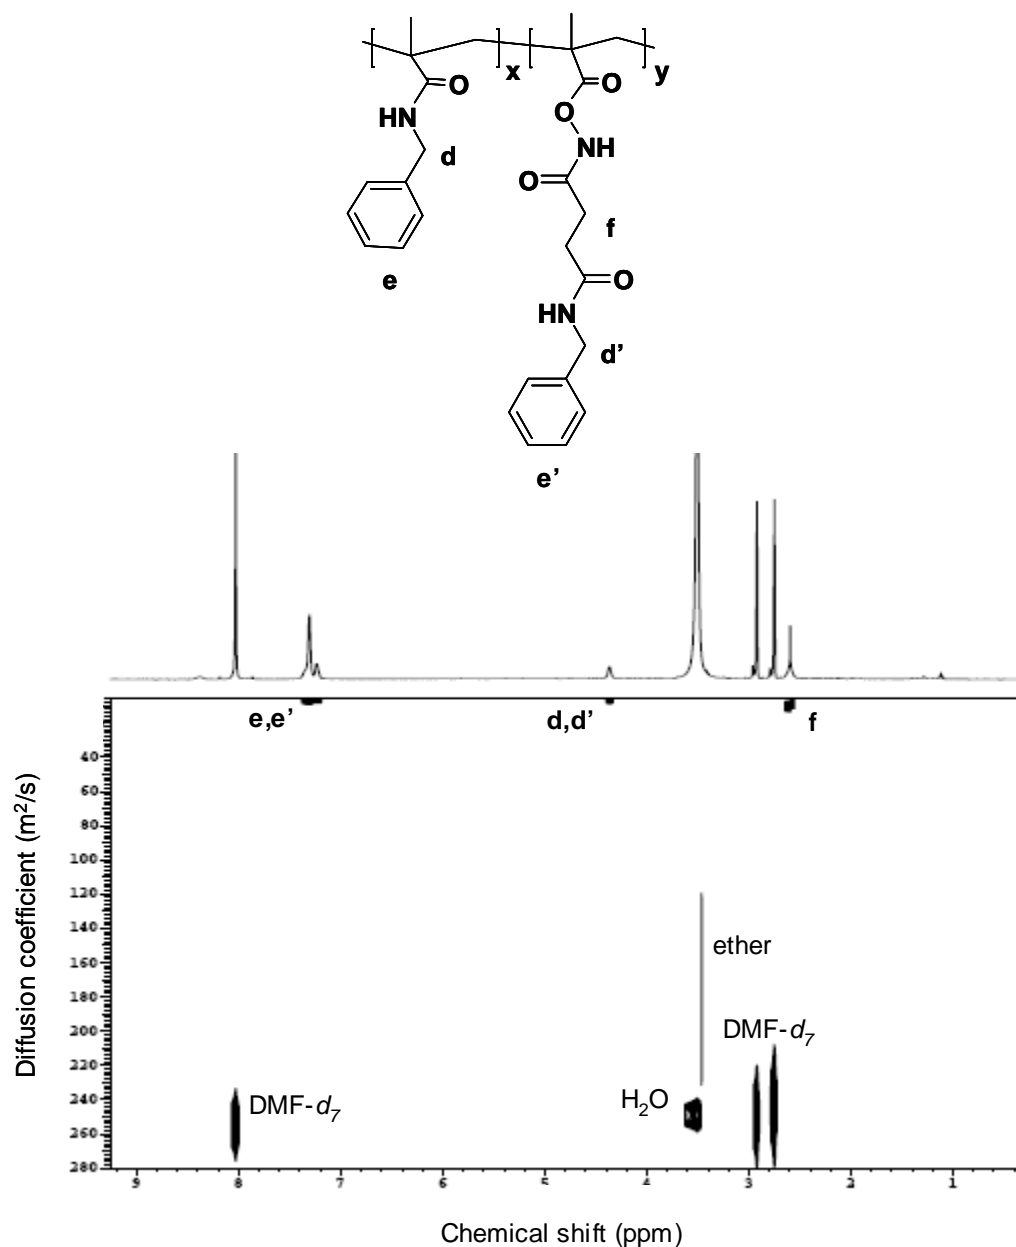 x
y
O
O
HN
O
d
NH
O
f
e
O
HN
d’
e’
e,e’
d,d’
f
40
60
80
100
120
140
160
180
200
220
240
260
280
Diffusion coefficient (m²/s)
ether
DMF-d₇
H₂O
DMF-d₇
9 8 7 6 5 4 3 2 1
Chemical shift (ppm)